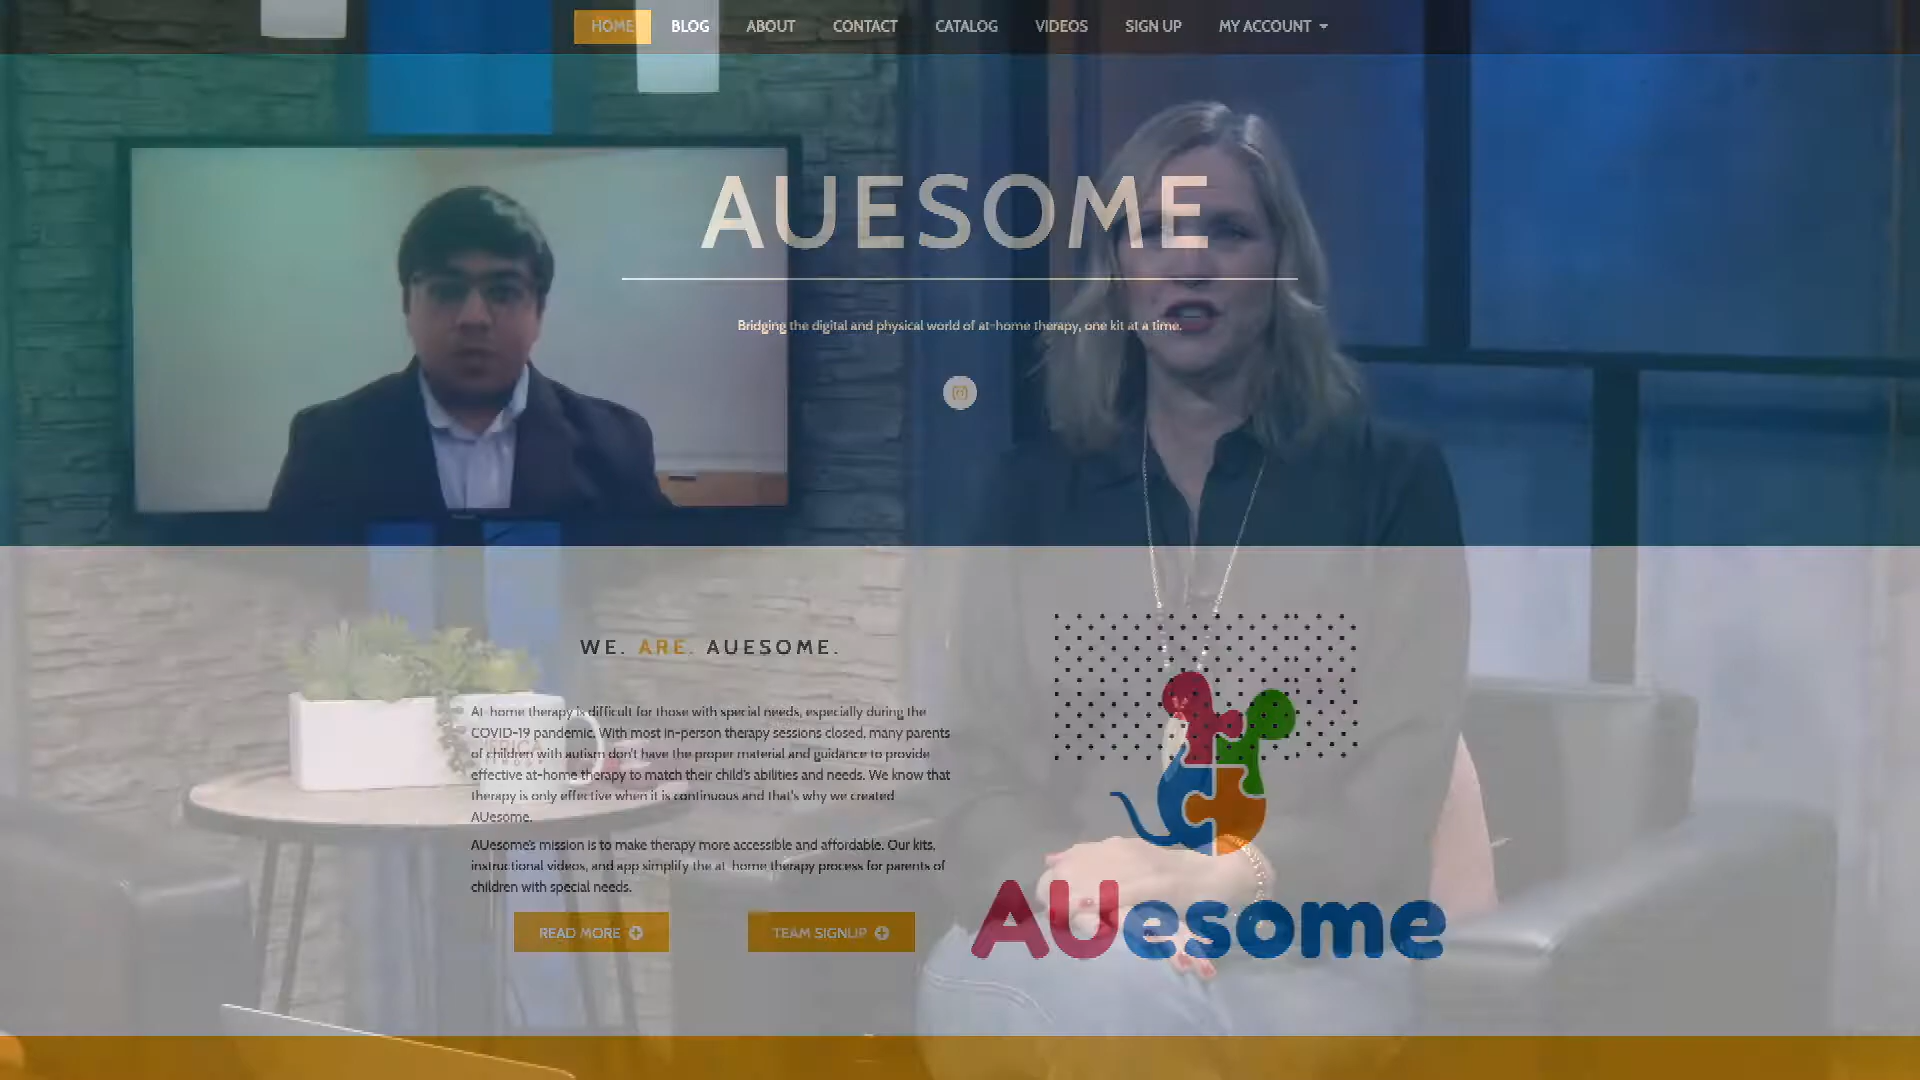 HOME BLOG ABOUT CONTACT CATALOG VIDEOS SIGN UP MY ACCOUNT
AUESOME
Bridging the digital and physical world of at-home therapy, one kit at a time.
WE. ARE. AUESOME.
At-home therapy is difficult for those with special needs, especially during the
COVID-19 pandemic. With most in-person therapy sessions closed, many parents
of children with autism don't have the proper material and guidance to provide
effective at-home therapy to match their child's abilities and needs. We know that
therapy is only effective when it is continuous and that's why we created
AUesome.
AUesome's mission is to make therapy more accessible and affordable. Our kits,
instructional videos, and app simplify the at-home therapy process for parents of
children with special needs.
READ MORE TEAM SIGNUP
AUesome